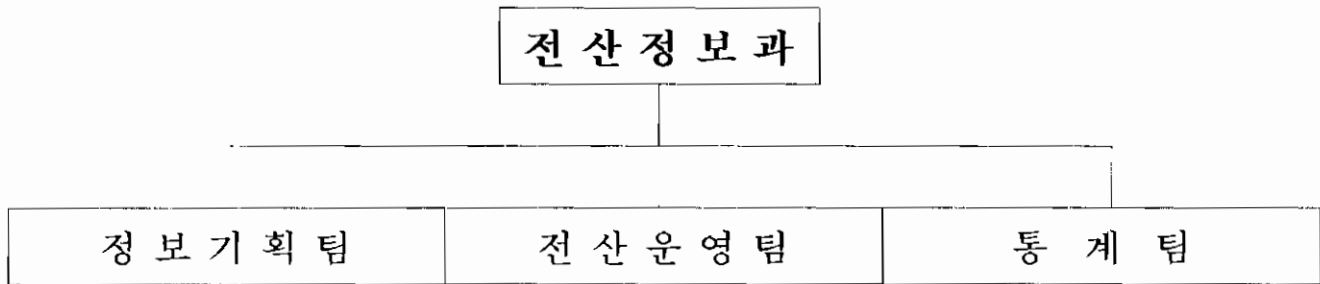 전 산 정 보 과
정 보 기 획 팀 전 산 운 영 팀 통 계 팀